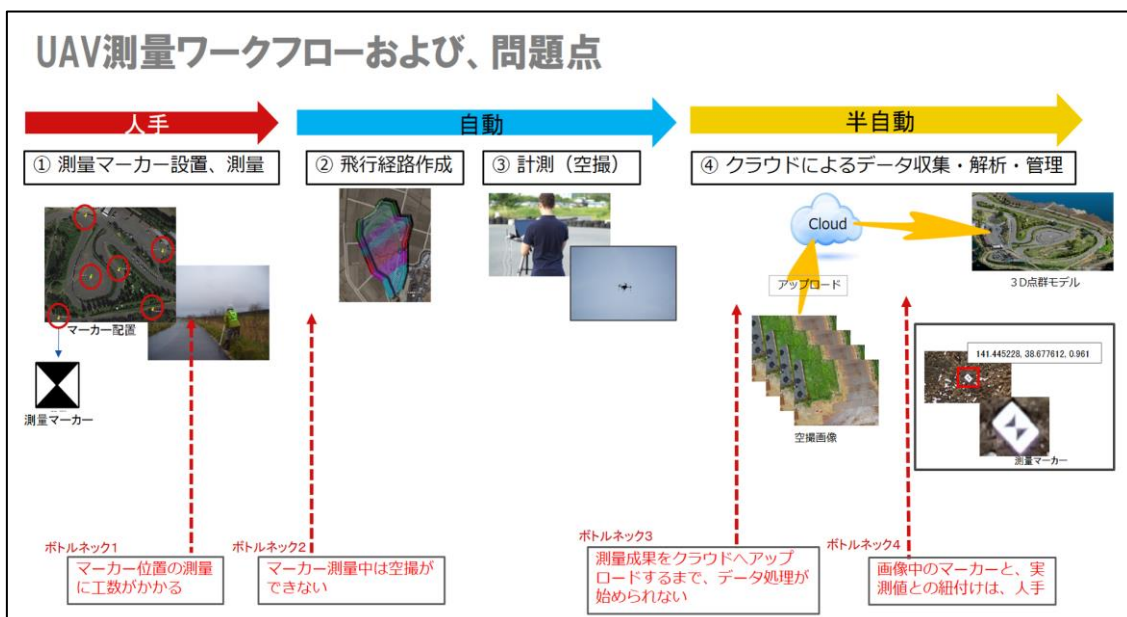 UAV測量ワークフローおよび、問題点
人手
自動
半自動
① 測量マーカー設置、測量
② 飛行経路作成
③ 計測（空撮）
④ クラウドによるデータ収集・解析・管理
マーカー配置
測量マーカー
Cloud
アップロード
空撮画像
３D点群モデル
141.445228, 38.677612, 0.961
測量マーカー
ボトルネック1
マーカー位置の測量
に工数がかかる
ボトルネック2
マーカー測量中は空撮が
できない
ボトルネック3
測量成果をクラウドへアップ
ロードするまで、データ処理が
始められない
ボトルネック4
画像中のマーカーと、実
測値との紐付けは、人手